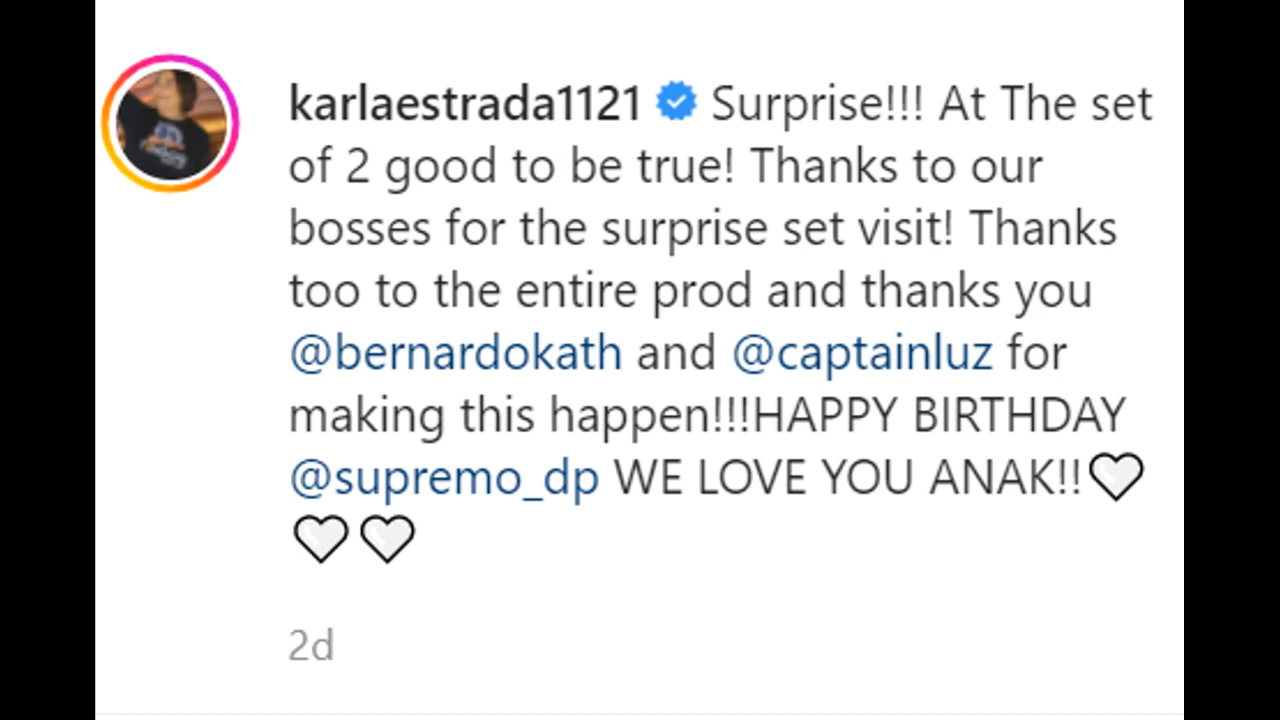 karlaestrada1121 Surprise!!! At The set
of 2 good to be true! Thanks to our
bosses for the surprise set visit! Thanks
too to the entire prod and thanks you
@bernardokath and @captainluz for
making this happen!!!HAPPY BIRTHDAY
@supremo_dp WE LOVE YOU ANAK!!🤍
🤍🤍
2d